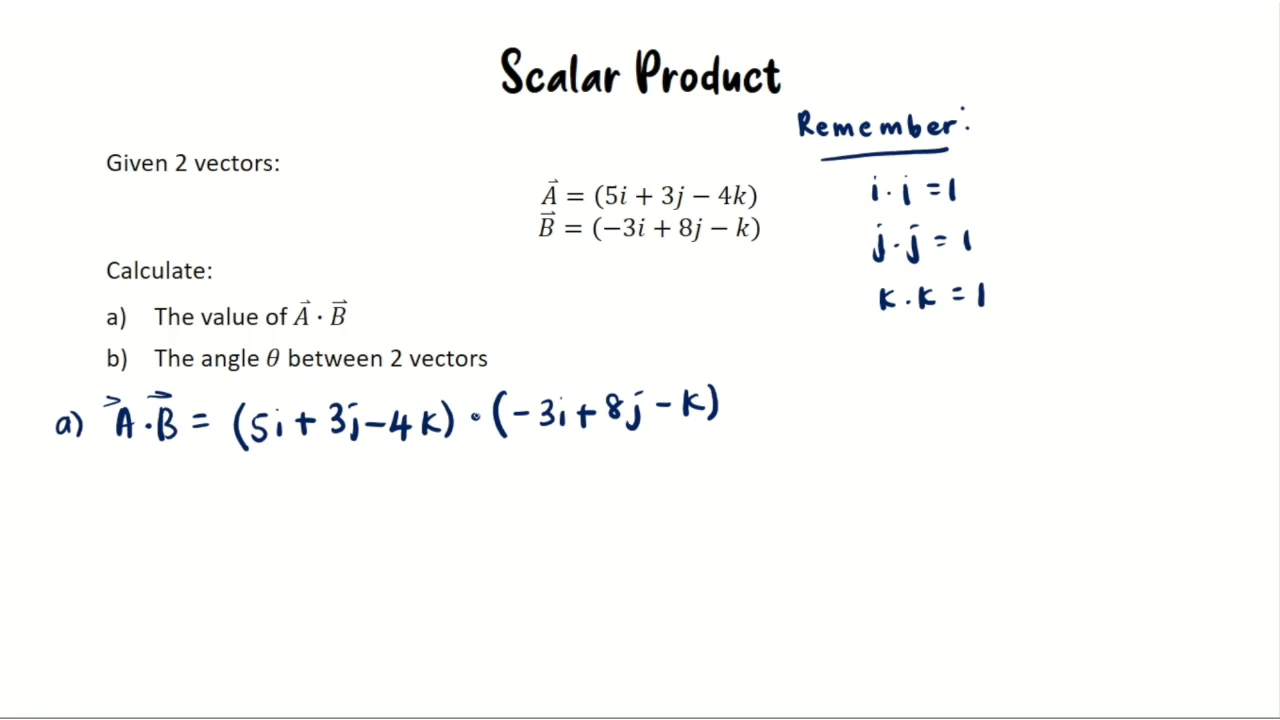 Scalar Product
Remember:
Given 2 vectors:
A⃗ = (5i + 3j − 4k)
i · i = 1
B⃗ = (−3i + 8j − k)
j · j = 1
Calculate:
k . k = 1
a) The value of A⃗ · B⃗
b) The angle θ between 2 vectors
a) A⃗ . B⃗ = (5i + 3j − 4k) · (−3i + 8j − k)